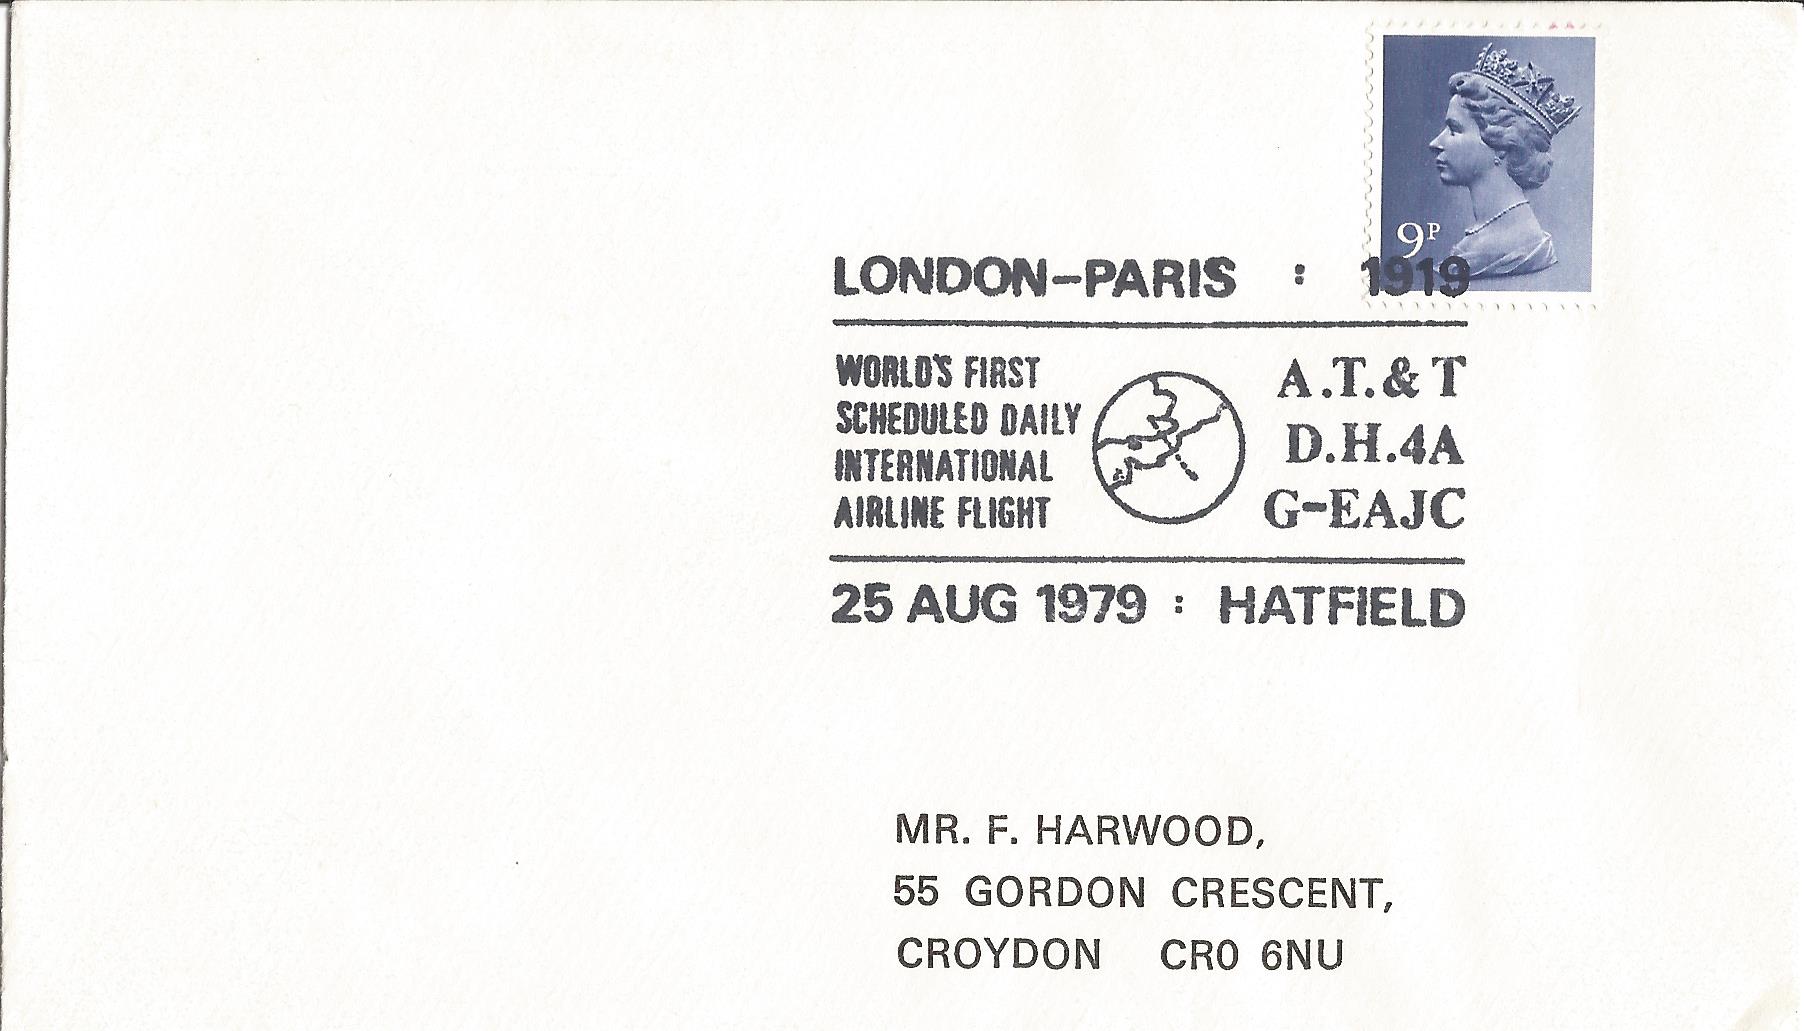 9P
LONDON-PARIS : 1919
WORLD'S FIRST
SCHEDULED DAILY
INTERNATIONAL
AIRLINE FLIGHT
A.T.&T
D.H.4A
G-EAJC
25 AUG 1979 : HATFIELD
MR. F. HARWOOD,
55 GORDON CRESCENT,
CROYDON CR0 6NU